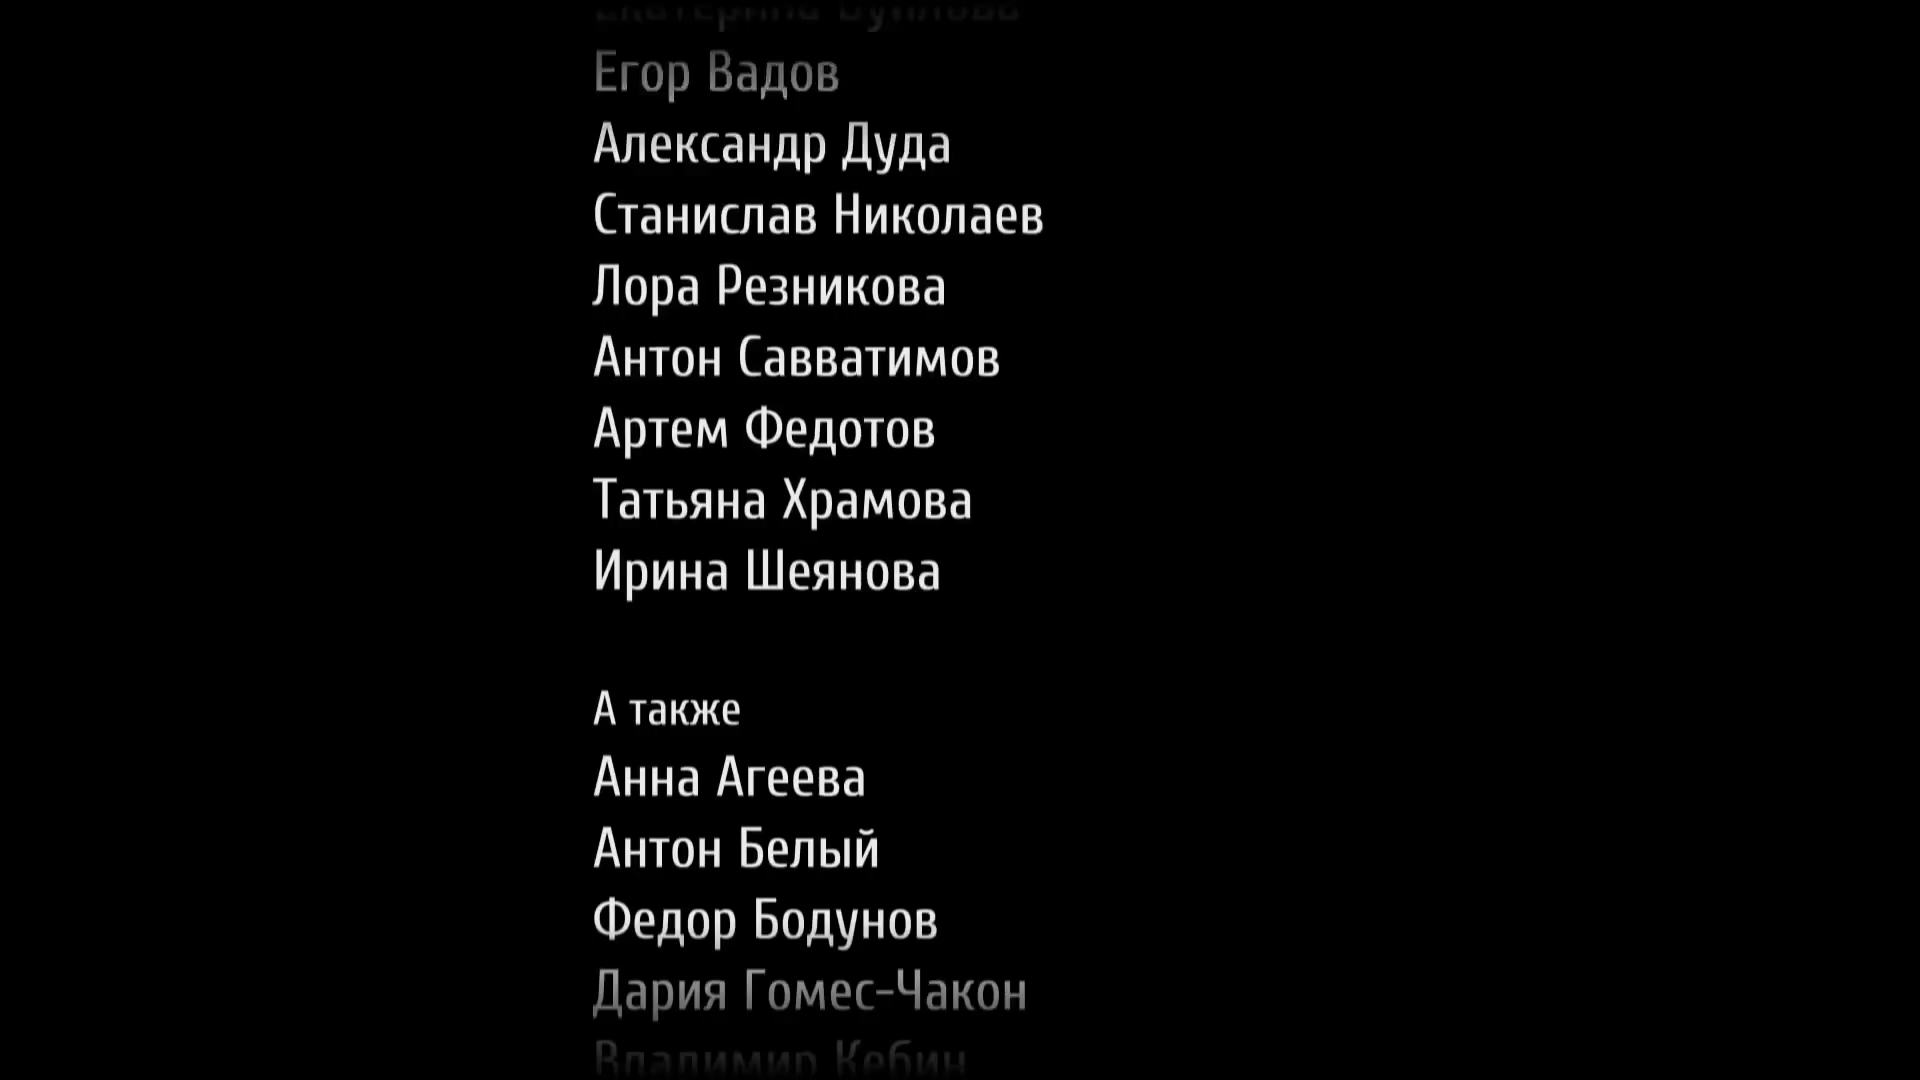 Екатерина
Егор Вадов
Александр Дуда
Станислав Николаев
Лора Резникова
Антон Савватимов
Артем Федотов
Татьяна Храмова
Ирина Шеянова
А также
Анна Агеева
Антон Белый
Федор Бодунов
Дария Гомес-Чакон
Владимир Кебин